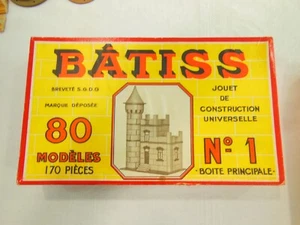 BÂTISS
BREVETÉ S.G.D.G
MARQUE DÉPOSÉE
80
MODÈLES
170 PIÈCES
JOUET
DE
CONSTRUCTION
UNIVERSELLE
N° 1
-BOITE PRINCIPALE-